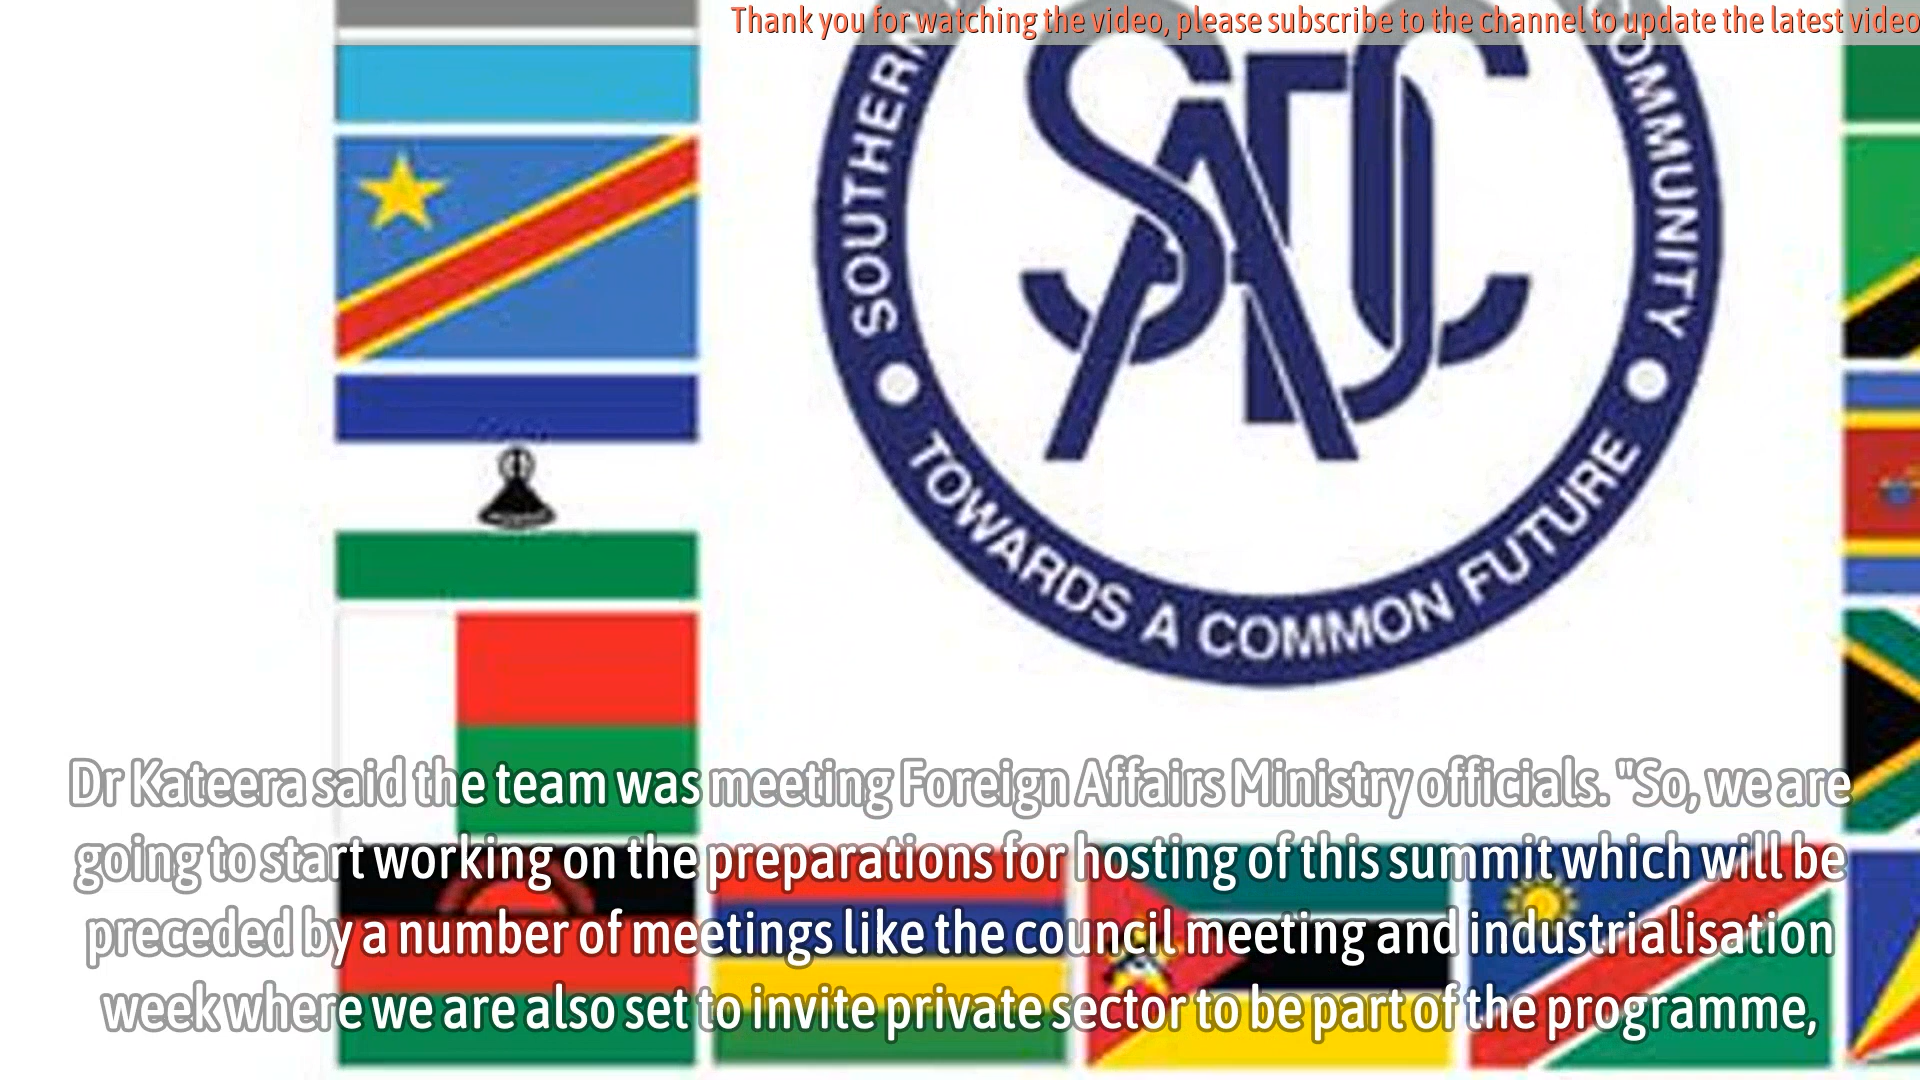 Thank you for watching the video, please subscribe to the channel to update the latest video
SOUTHERN
COMMUNITY
SADC
TOWARDS A COMMON FUTURE
Dr Kateera said the team was meeting Foreign Affairs Ministry officials. "So, we are
going to start working on the preparations for hosting of this summit which will be
preceded by a number of meetings like the council meeting and industrialisation
week where we are also set to invite private sector to be part of the programme,